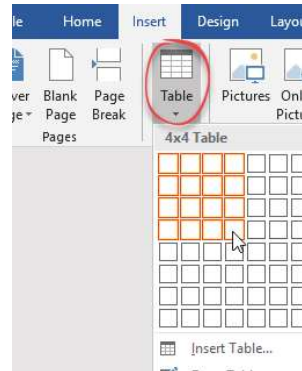 le Home Insert Design Layou
ver Blank Page Table Pictures Onl
ge Page Break Pictu
Pages
4x4 Table
Insert Table...